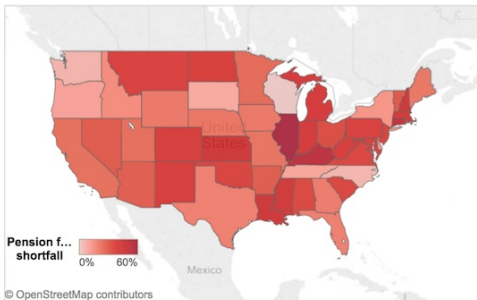 United
States
Pension f...
shortfall
0% 60%
Mexico
© OpenStreetMap contributors